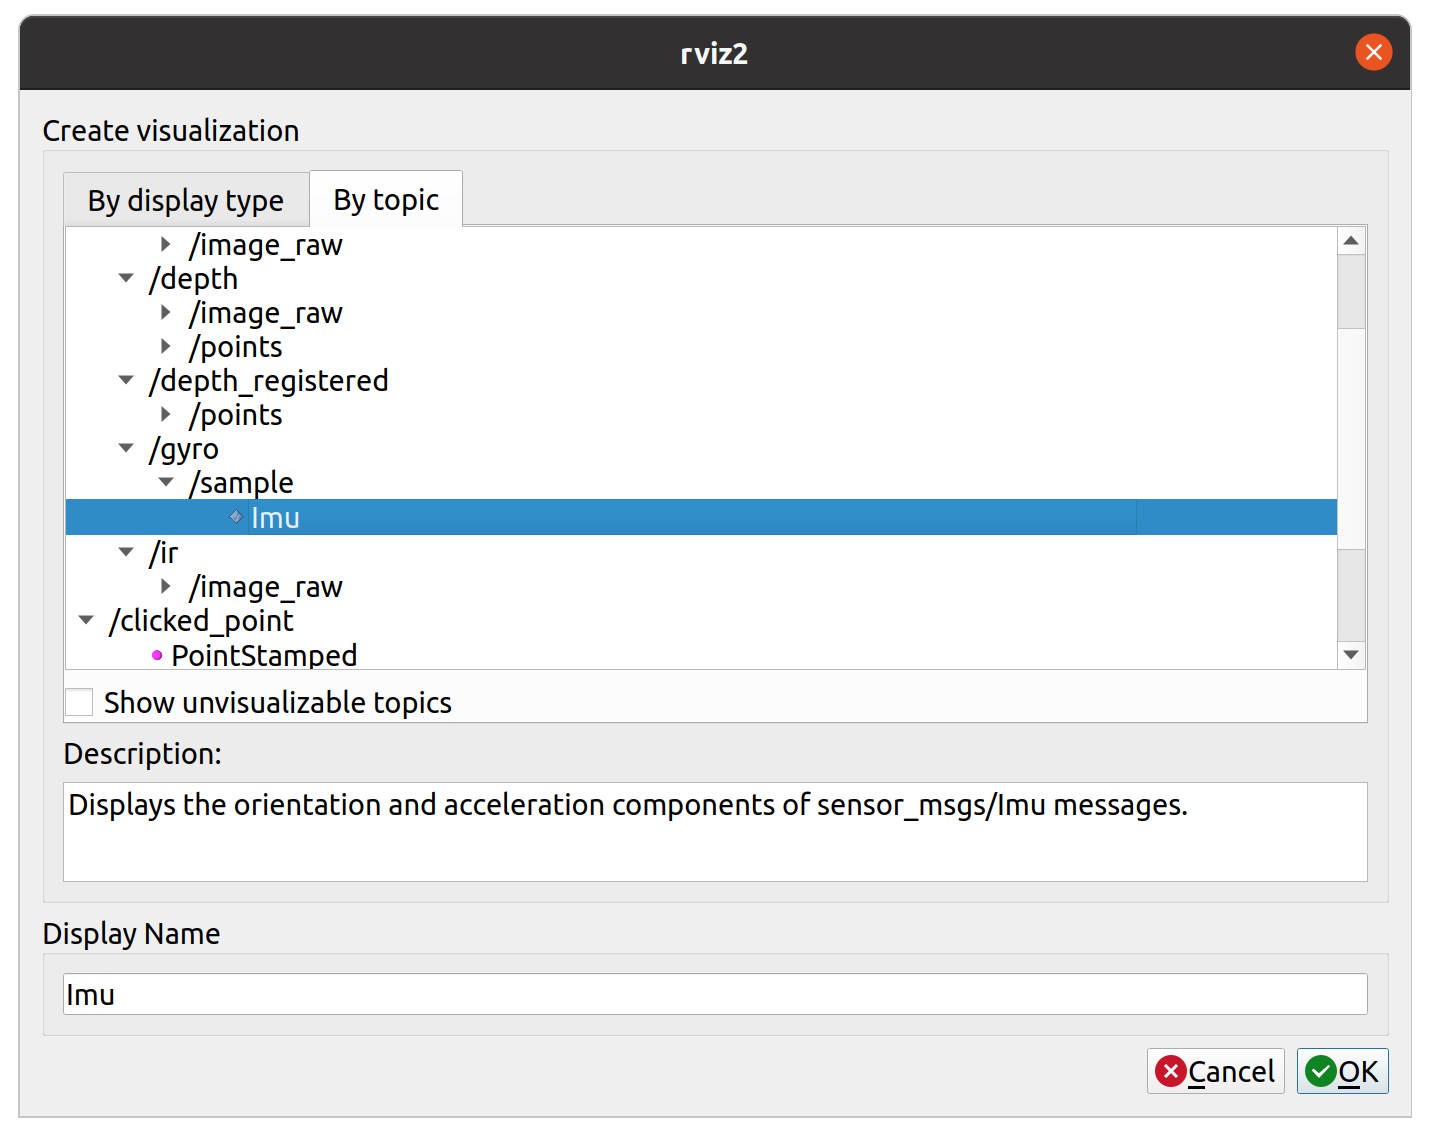 rviz2
Create visualization
By display type By topic
/image_raw
/depth
/image_raw
/points
/depth_registered
/points
/gyro
/sample
Imu
/ir
/image_raw
/clicked_point
PointStamped
Show unvisualizable topics
Description:
Displays the orientation and acceleration components of sensor_msgs/Imu messages.
Display Name
Imu
Cancel OK